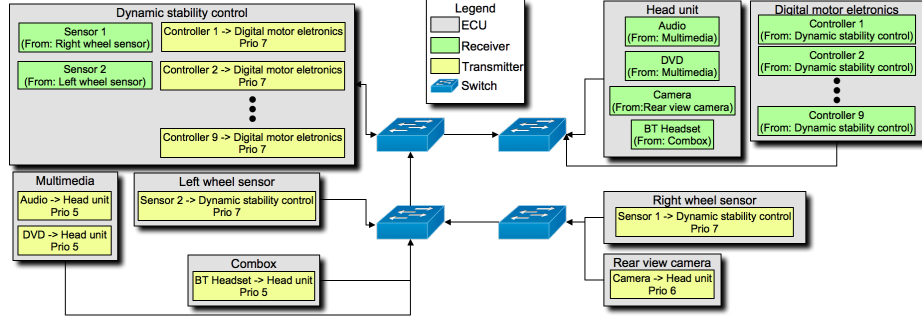 Dynamic stability control
Sensor 1
(From: Right wheel sensor)
Controller 1 -> Digital motor eletronics
Prio 7
Sensor 2
(From: Left wheel sensor)
Controller 2 -> Digital motor eletronics
Prio 7
Controller 9 -> Digital motor eletronics
Prio 7
Legend
ECU
Receiver
Transmitter
Switch
Head unit
Audio
(From: Multimedia)
DVD
(From: Multimedia)
Camera
(From:Rear view camera)
BT Headset
(From: Combox)
Digital motor eletronics
Controller 1
(From: Dynamic stability control)
Controller 2
(From: Dynamic stability control)
Controller 9
(From: Dynamic stability control)
Multimedia
Audio -> Head unit
Prio 5
DVD -> Head unit
Prio 5
Left wheel sensor
Sensor 2 -> Dynamic stability control
Prio 7
Combox
BT Headset -> Head unit
Prio 5
Right wheel sensor
Sensor 1 -> Dynamic stability control
Prio 7
Rear view camera
Camera -> Head unit
Prio 6